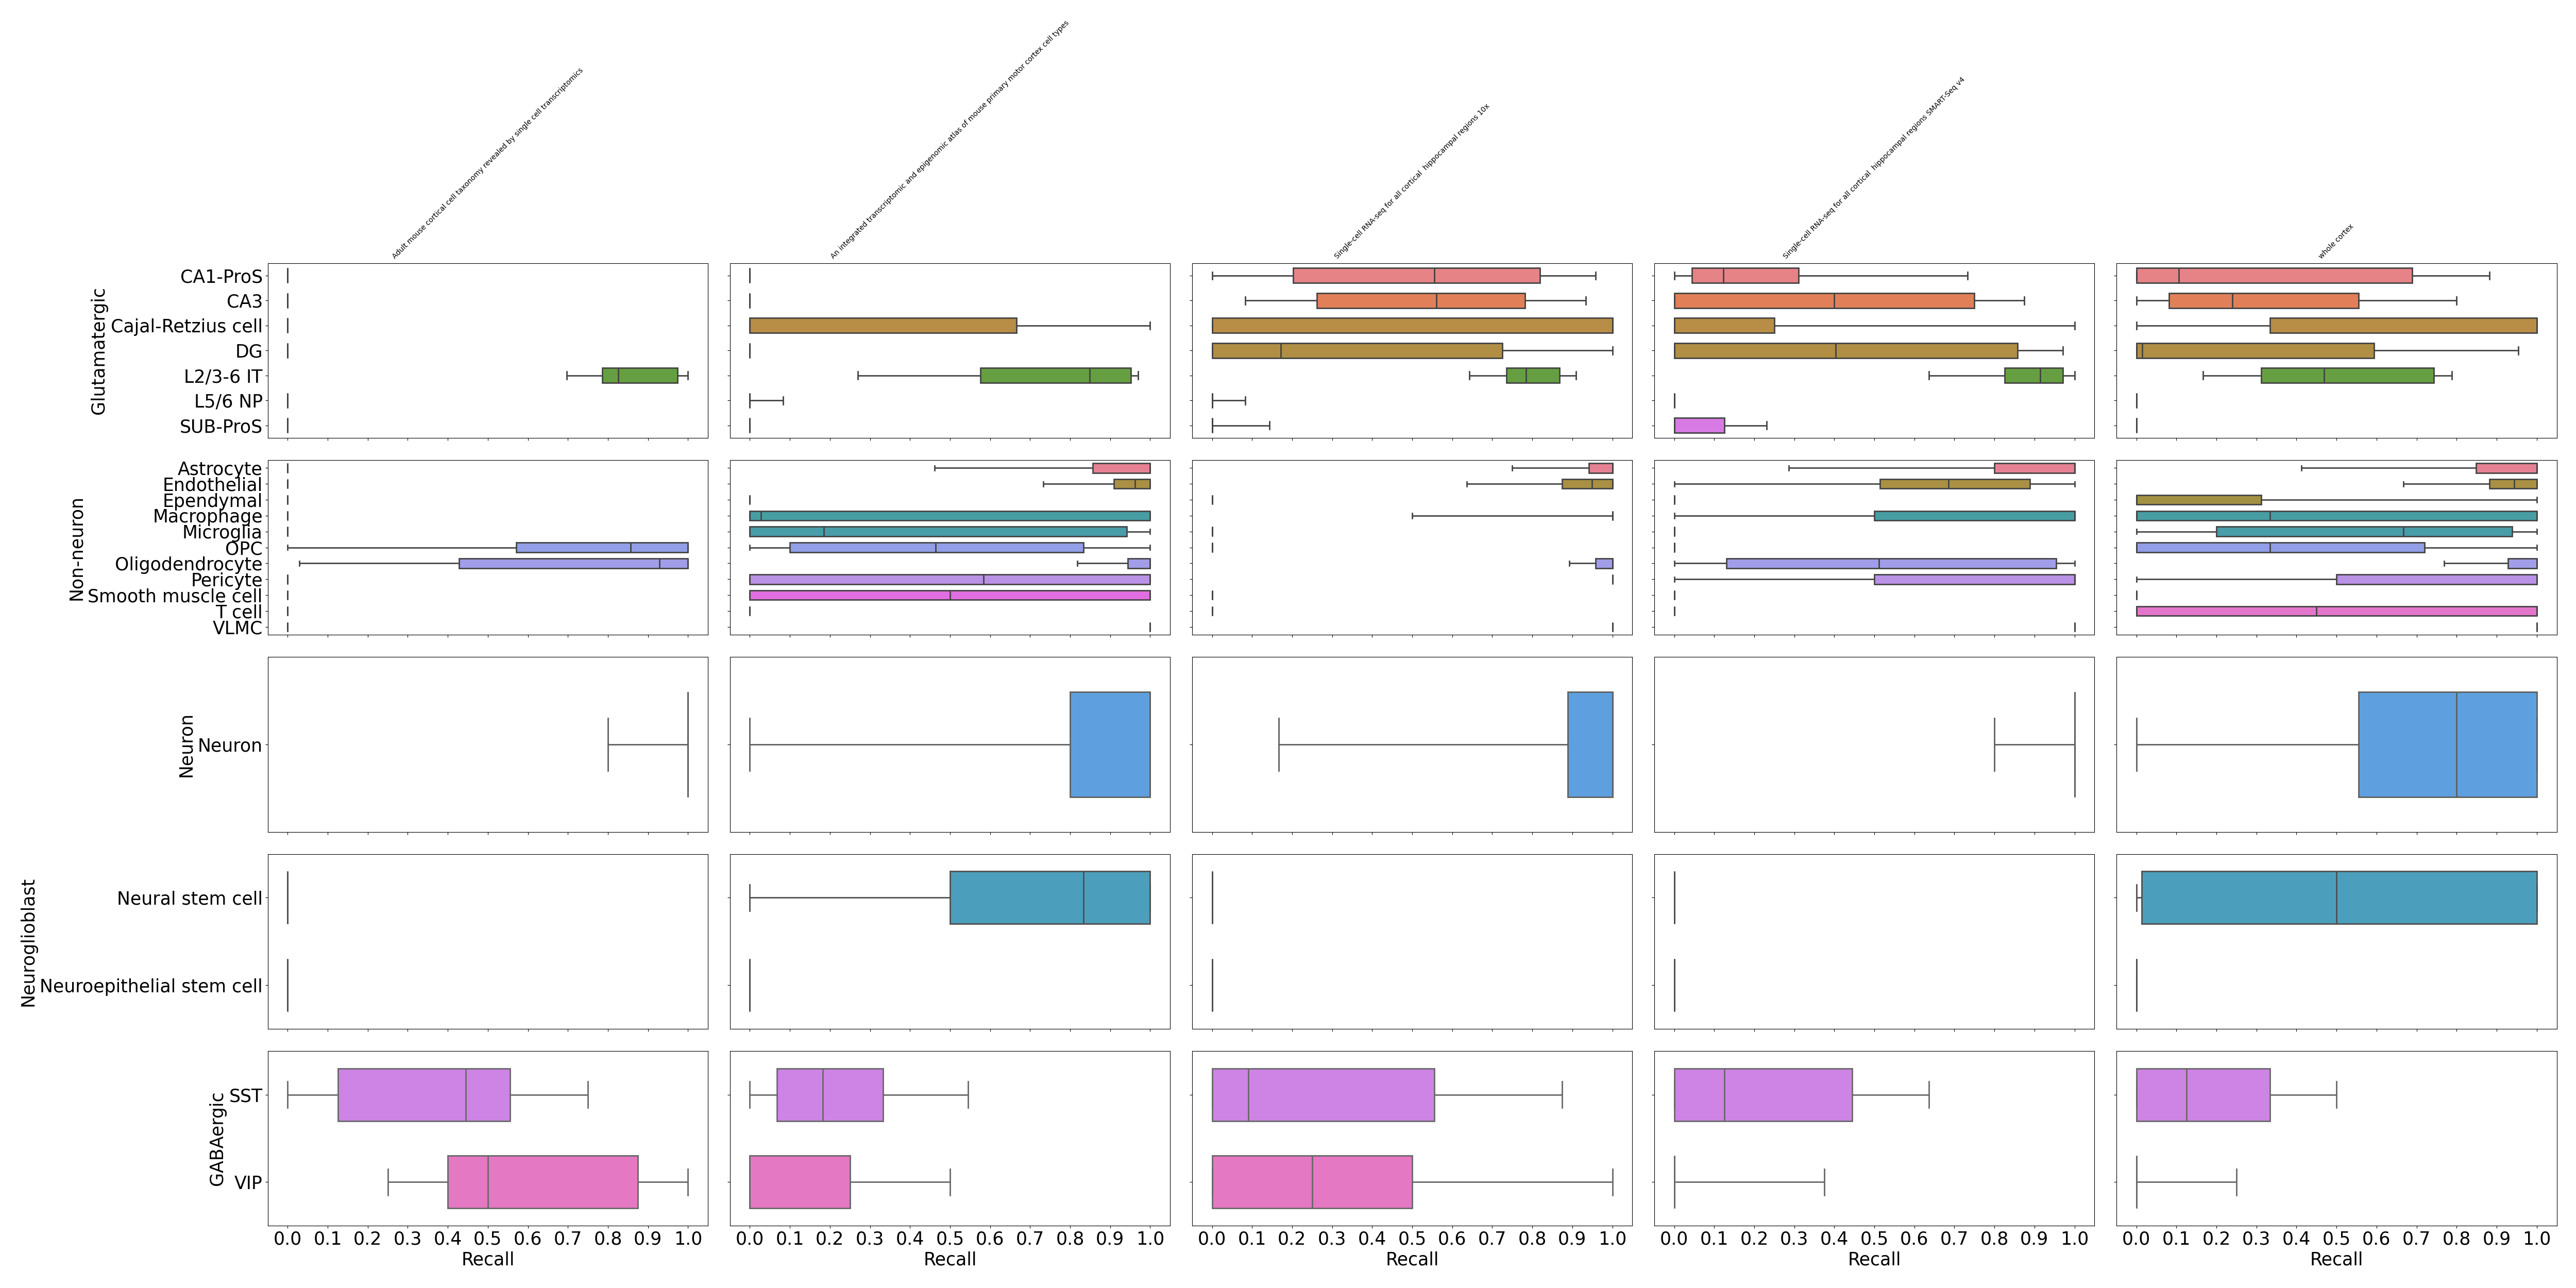 Adult mouse cortical cell taxonomy revealed by single cell transcriptomics
An integrated transcriptomic and epigenomic atlas of mouse primary motor cortex cell types
Single-cell RNA-seq for all cortical  hippocampal regions 10x
Single-cell RNA-seq for all cortical  hippocampal regions SMART-Seq v4
whole cortex
Glutamatergic
CA1-ProS
CA3
Cajal-Retzius cell
DG
L2/3-6 IT
L5/6 NP
SUB-ProS
Non-neuron
Astrocyte
Endothelial
Ependymal
Macrophage
Microglia
OPC
Oligodendrocyte
Pericyte
Smooth muscle cell
T cell
VLMC
Neuron
Neuron
Neuroglioblast
Neural stem cell
Neuroepithelial stem cell
GABAergic
SST
VIP
0.0 0.1 0.2 0.3 0.4 0.5 0.6 0.7 0.8 0.9 1.0 0.0 0.1 0.2 0.3 0.4 0.5 0.6 0.7 0.8 0.9 1.0 0.0 0.1 0.2 0.3 0.4 0.5 0.6 0.7 0.8 0.9 1.0 0.0 0.1 0.2 0.3 0.4 0.5 0.6 0.7 0.8 0.9 1.0 0.0 0.1 0.2 0.3 0.4 0.5 0.6 0.7 0.8 0.9 1.0
Recall Recall Recall Recall Recall